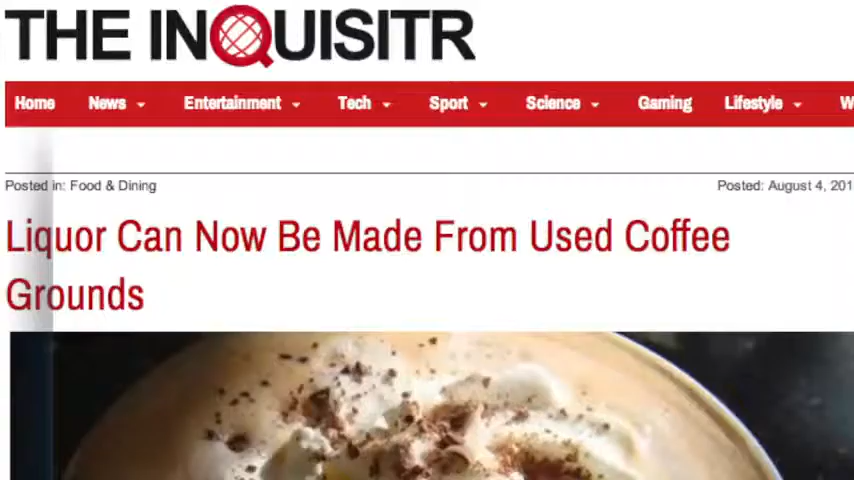 THE INQUISITR
Home News Entertainment Tech Sport Science Gaming Lifestyle
Posted in: Food & Dining Posted: August 4, 201
Liquor Can Now Be Made From Used Coffee
Grounds